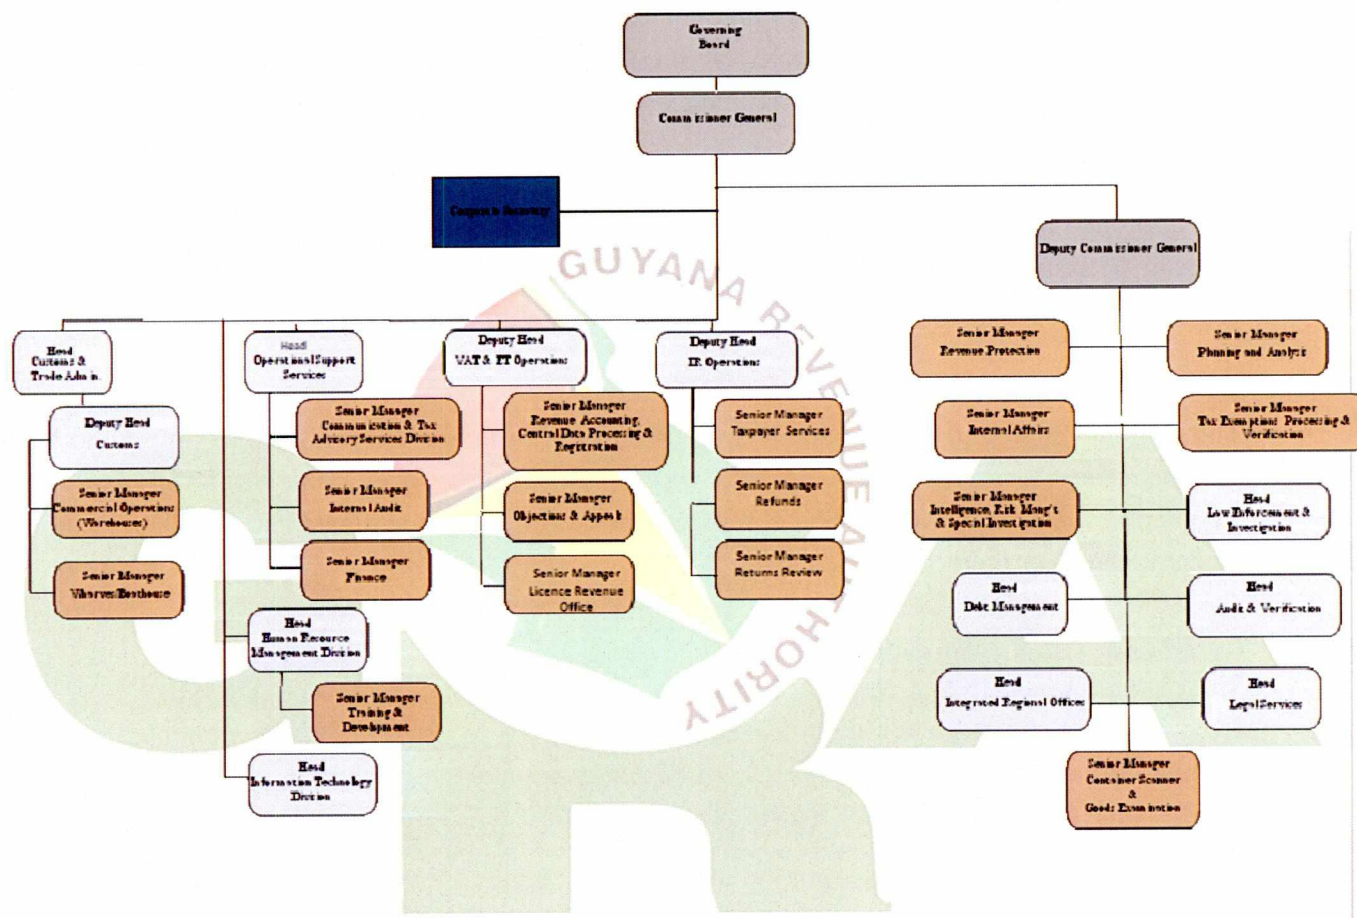 Governing
Board
Commissioner General
Corporate Secretary
Deputy Commissioner General
GUYANA REVENUE AUTHORITY
GRA
Head
Customs &
Trade Admin.
Deputy Head
Customs
Senior Manager
Commercial Operations
(Warehouses)
Senior Manager
Wharves/Boathouse
Head
Operational Support
Services
Senior Manager
Communication & Tax
Advisory Services Division
Senior Manager
Internal Audit
Senior Manager
Finance
Head
Human Resource
Management Division
Senior Manager
Training &
Development
Head
Information Technology
Division
Deputy Head
VAT & ET Operations
Senior Manager
Revenue Accounting,
Central Data Processing &
Registration
Senior Manager
Objections & Appeals
Senior Manager
Licence Revenue
Office
Deputy Head
IR Operations
Senior Manager
Taxpayer Services
Senior Manager
Refunds
Senior Manager
Returns Review
Senior Manager
Revenue Protection
Senior Manager
Planning and Analysis
Senior Manager
Internal Affairs
Senior Manager
Tax Exemptions Processing &
Verification
Senior Manager
Intelligence, Risk Mang't
& Special Investigation
Head
Law Enforcement &
Investigation
Head
Debt Management
Head
Audit & Verification
Head
Integrated Regional Offices
Head
Legal Services
Senior Manager
Container Scanner
&
Goods Examination